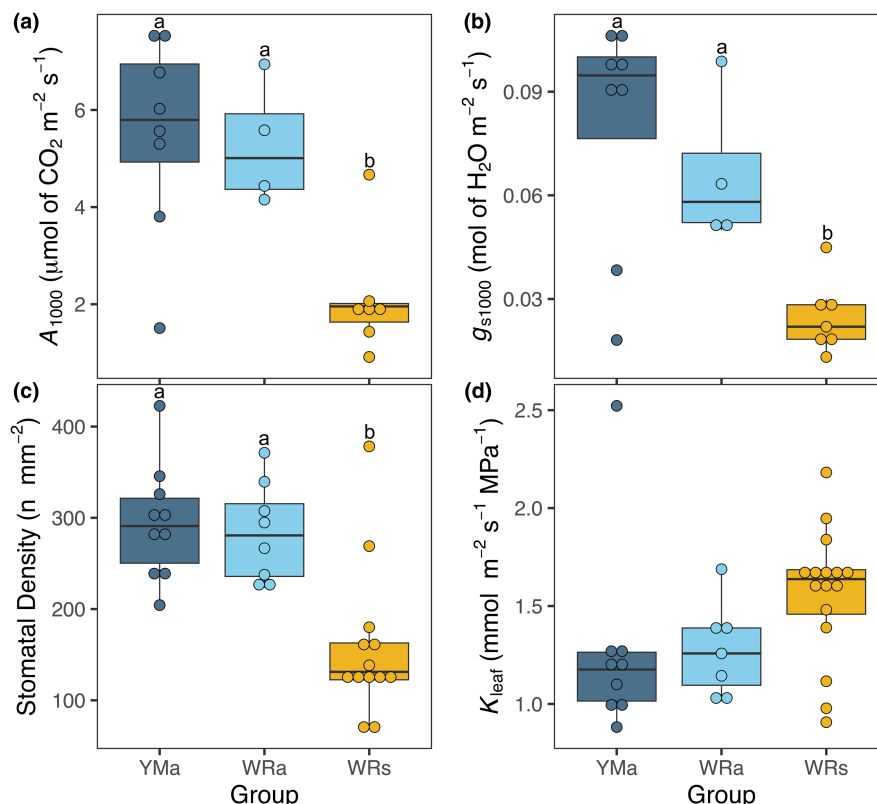 (a)
A1000 (μmol of CO2 m−2 s−1)
6
4
2
a
a
b
(b)
gs1000 (mol of H2O m−2 s−1)
0.09
0.06
0.03
a
a
b
(c)
Stomatal Density (n mm−2)
400
300
200
100
a
a
b
YMa WRa WRs
Group
(d)
Kleaf (mmol m−2 s−1 MPa−1)
2.5
2.0
1.5
1.0
YMa WRa WRs
Group